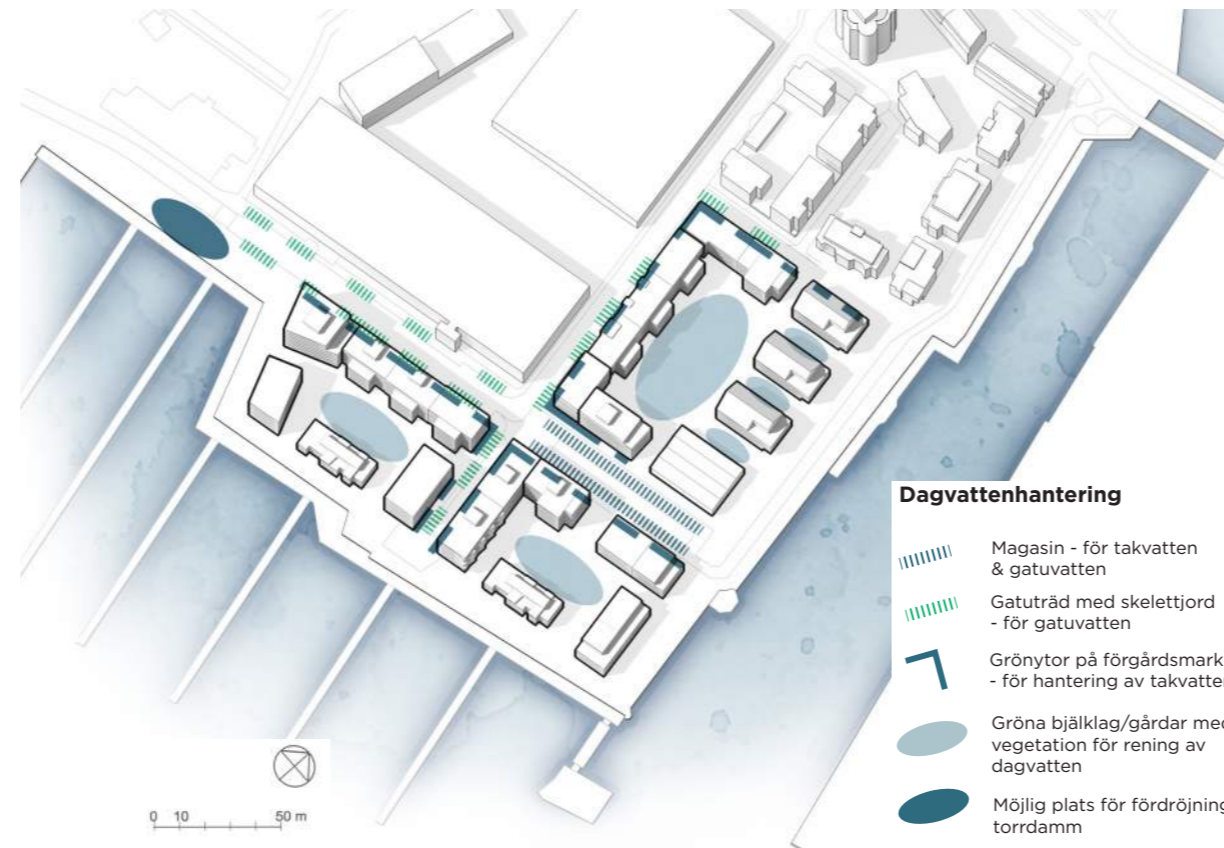 Dagvattenhantering
Magasin - för takvatten
& gatuvatten
Gatuträd med skelettjord
- för gatuvatten
Grönytor på förgårdsmark
- för hantering av takvatten
Gröna bjälklag/gårdar med
vegetation för rening av
dagvatten
Möjlig plats för fördröjning
torrdamm
0 10 50 m